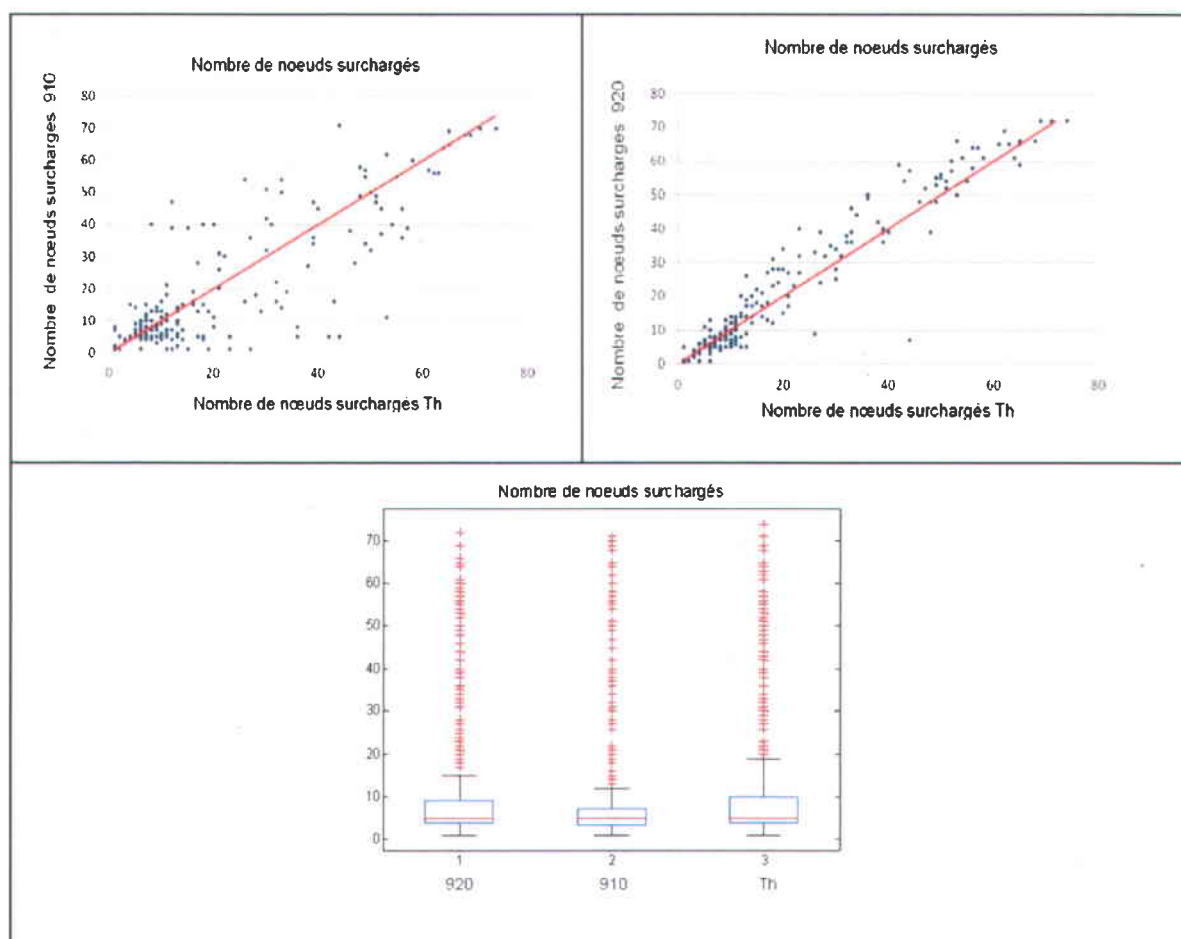 Nombre de noeuds surchargés
Nombre de nœuds surchargés 910
80
70
60
50
40
30
20
10
0
0 20 40 60 80
Nombre de nœuds surchargés Th
Nombre de noeuds surchargés
Nombre de nœuds surchargés 920
80
70
60
50
40
30
20
10
0
0 20 40 60 80
Nombre de nœuds surchargés Th
Nombre de noeuds surchargés
70
60
50
40
30
20
10
0
1 2 3
920 910 Th